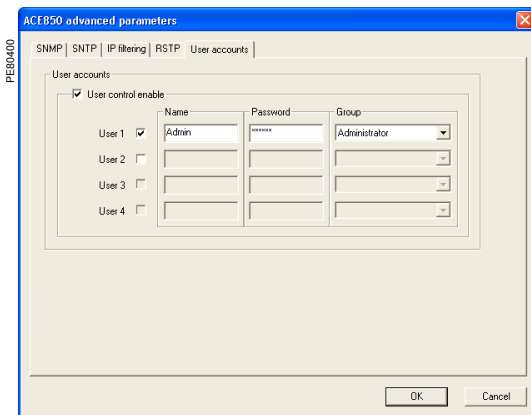 PE80400
ACE850 advanced parameters
SNMP SNTP IP filtering RSTP User accounts
User accounts
User control enable
Name Password Group
User 1 Admin ****** Administrator
User 2
User 3
User 4
OK Cancel